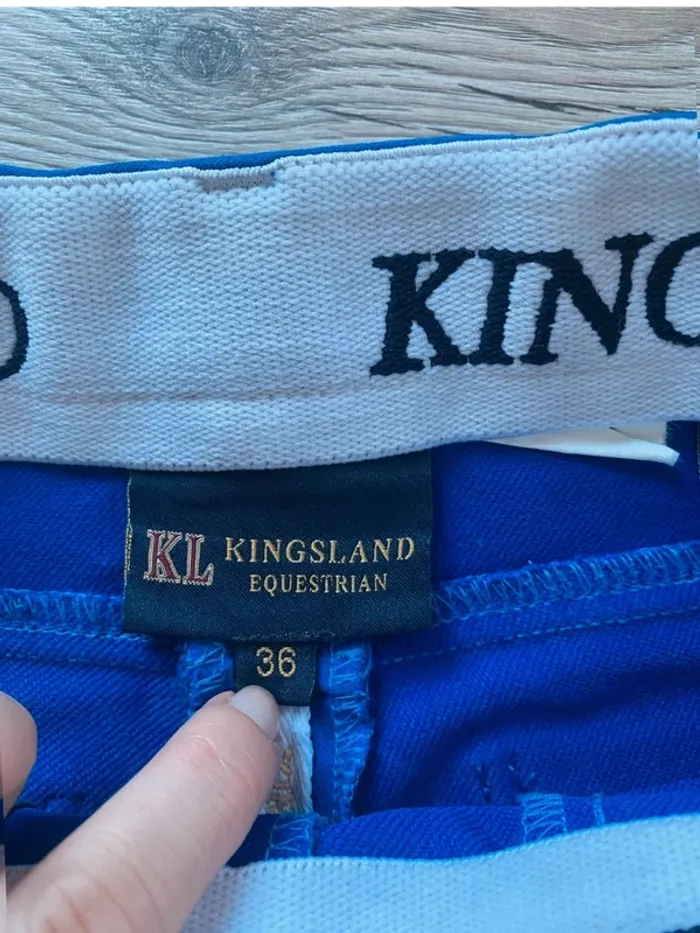 KING
KL KINGSLAND
EQUESTRIAN
36